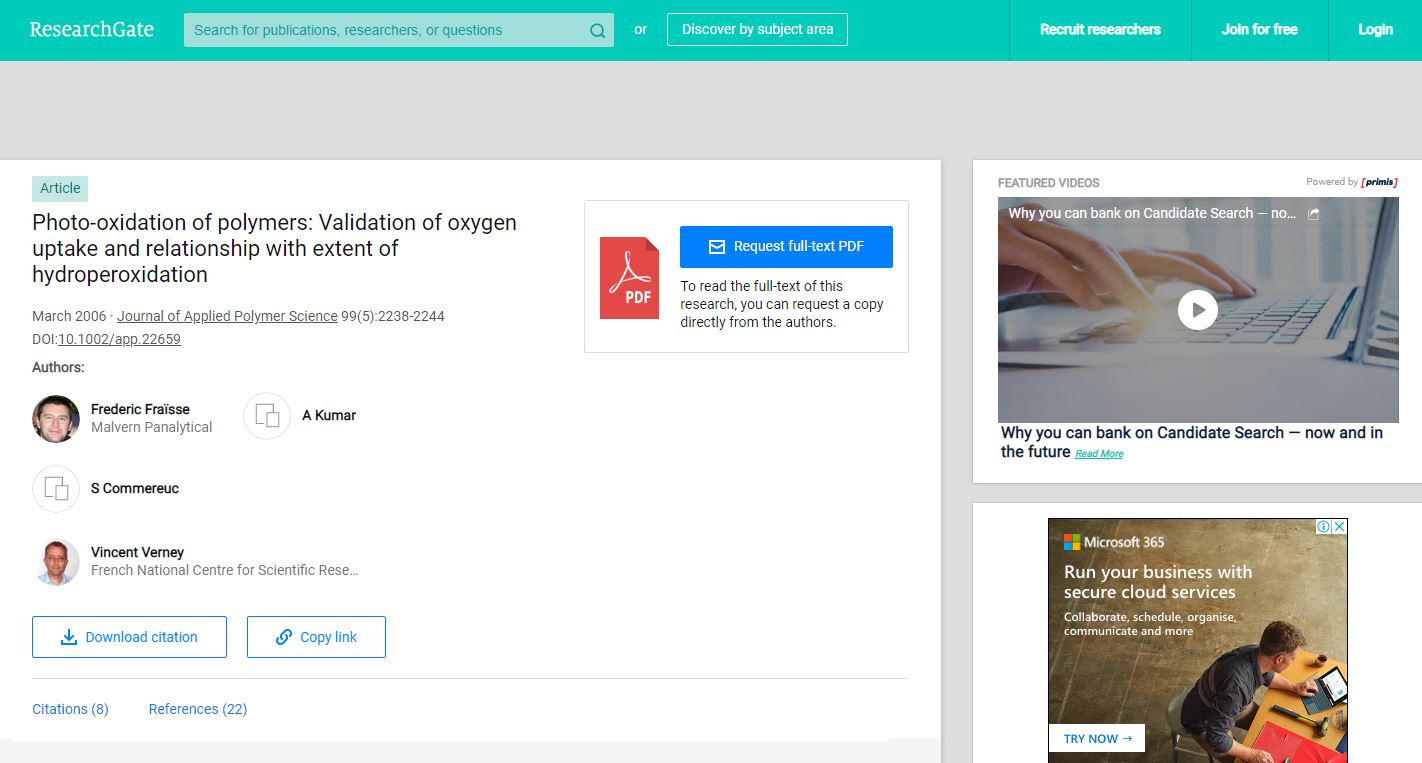 ResearchGate
Search for publications, researchers, or questions
or
Discover by subject area
Recruit researchers
Join for free
Login
Article
Photo-oxidation of polymers: Validation of oxygen
uptake and relationship with extent of
hydroperoxidation
March 2006 · Journal of Applied Polymer Science 99(5):2238-2244
DOI:10.1002/app.22659
Authors:
Frederic Fraïsse
Malvern Panalytical
A Kumar
S Commereuc
Vincent Verney
French National Centre for Scientific Rese...
Download citation
Copy link
Citations (8)
References (22)
PDF
Request full-text PDF
To read the full-text of this
research, you can request a copy
directly from the authors.
FEATURED VIDEOS
Powered by [primis]
Why you can bank on Candidate Search — no...
Why you can bank on Candidate Search — now and in
the future Read More
Microsoft 365
Run your business with
secure cloud services
Collaborate, schedule, organise,
communicate and more
TRY NOW →